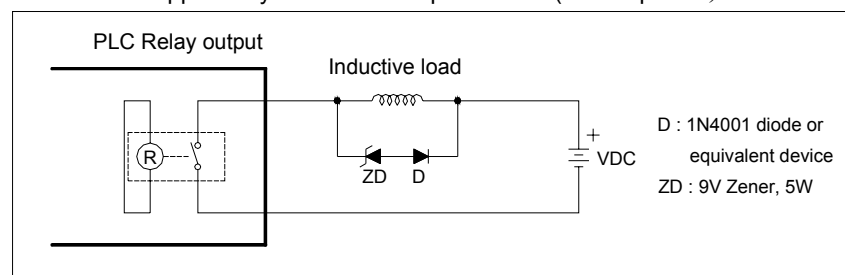 PLC Relay output
Inductive load
R
ZD D
+
VDC
D : 1N4001 diode or
equivalent device
ZD : 9V Zener, 5W